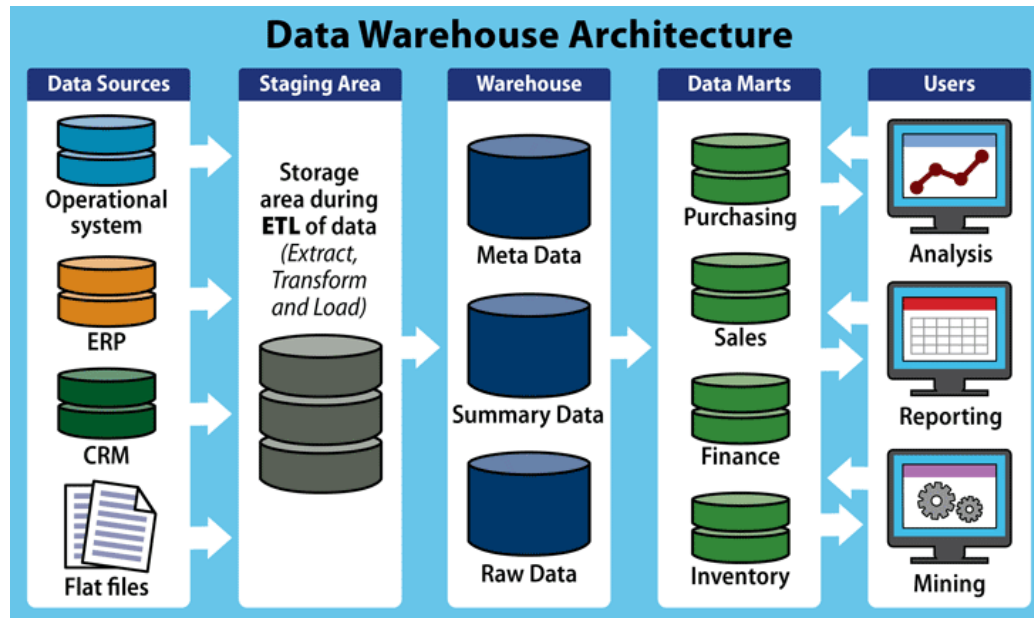 Data Warehouse Architecture
Data Sources
Operational
system
ERP
CRM
Flat files
Staging Area
Storage
area during
ETL of data
(Extract,
Transform
and Load)
Warehouse
Meta Data
Summary Data
Raw Data
Data Marts
Purchasing
Sales
Finance
Inventory
Users
Analysis
Reporting
Mining